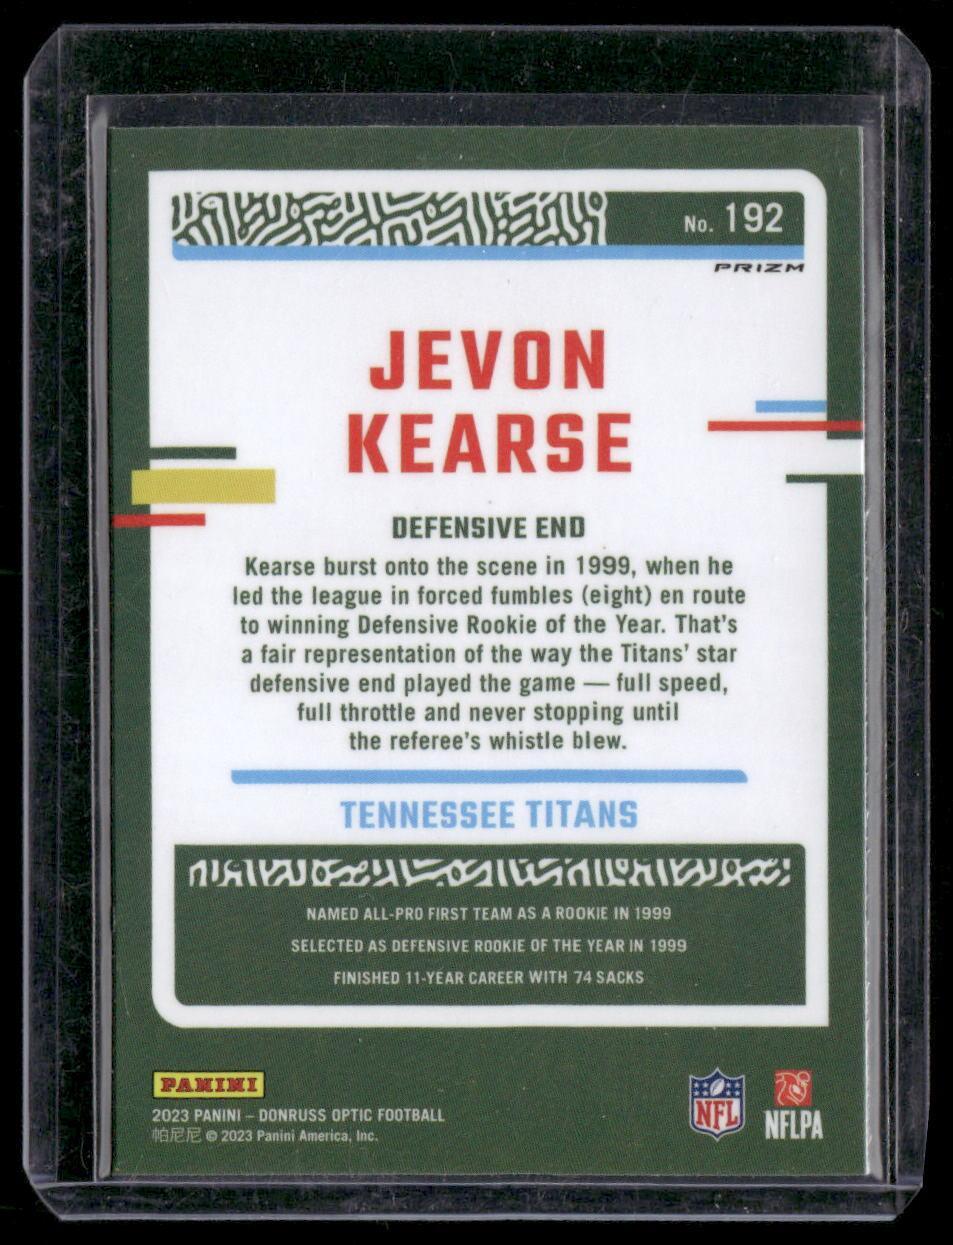 No. 192
PRIZM
JEVON
KEARSE
DEFENSIVE END
Kearse burst onto the scene in 1999, when he
led the league in forced fumbles (eight) en route
to winning Defensive Rookie of the Year. That's
a fair representation of the way the Titans' star
defensive end played the game — full speed,
full throttle and never stopping until
the referee's whistle blew.
TENNESSEE TITANS
NAMED ALL-PRO FIRST TEAM AS A ROOKIE IN 1999
SELECTED AS DEFENSIVE ROOKIE OF THE YEAR IN 1999
FINISHED 11-YEAR CAREER WITH 74 SACKS
PANINI
2023 PANINI – DONRUSS OPTIC FOOTBALL
帕尼尼 © 2023 Panini America, Inc.
NFL
NFLPA